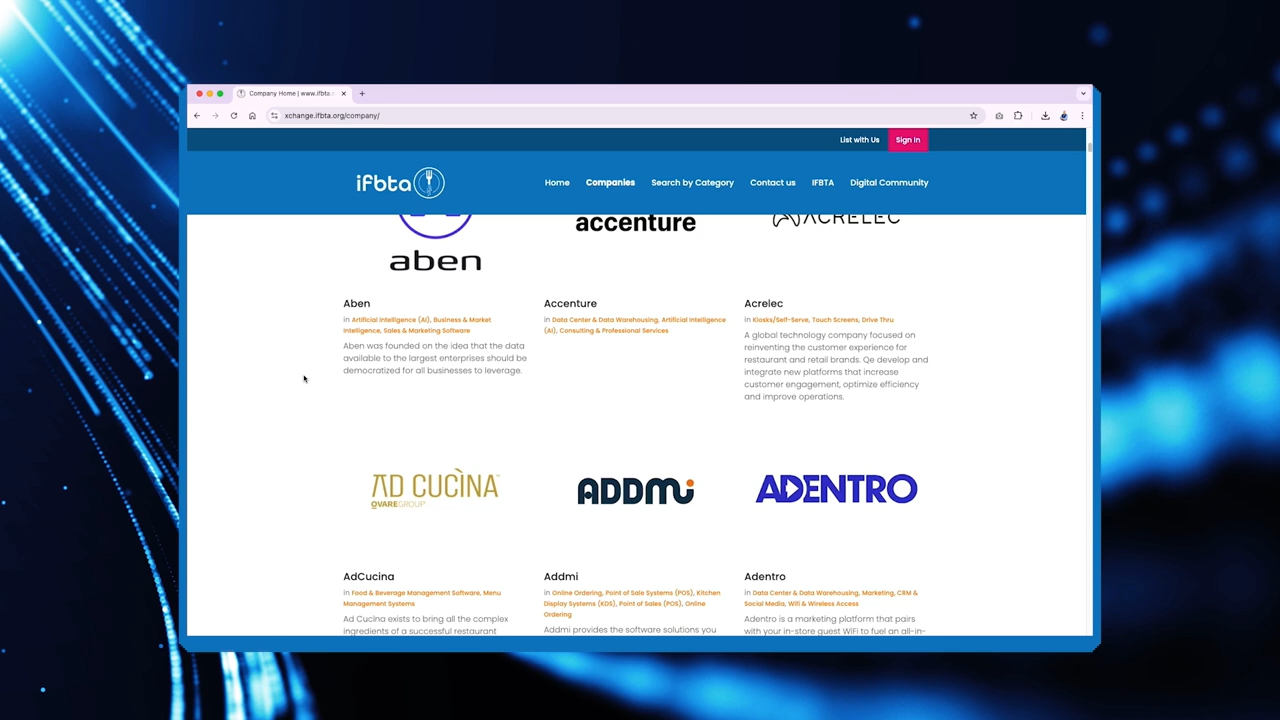 Company Home | www.ifbta.
xchange.ifbta.org/company/
List with Us
Sign In
ifbta
Home
Companies
Search by Category
Contact us
IFBTA
Digital Community
aben
accenture
ACRELEC
Aben
in Artificial Intelligence (AI), Business & Market
Intelligence, Sales & Marketing Software
Aben was founded on the idea that the data
available to the largest enterprises should be
democratized for all businesses to leverage.
Accenture
in Data Center & Data Warehousing, Artificial Intelligence
(AI), Consulting & Professional Services
Acrelec
in Kiosks/Self-Serve, Touch Screens, Drive Thru
A global technology company focused on
reinventing the customer experience for
restaurant and retail brands. Qe develop and
integrate new platforms that increase
customer engagement, optimize efficiency
and improve operations.
AD CUCÌNA™
OVAREGROUP
ADDMi
ADENTRO
AdCucina
in Food & Beverage Management Software, Menu
Management Systems
Ad Cucina exists to bring all the complex
ingredients of a successful restaurant
Addmi
in Online Ordering, Point of Sale Systems (POS), Kitchen
Display Systems (KDS), Point of Sales (POS), Online
Ordering
Addmi provides the software solutions you
Adentro
in Data Center & Data Warehousing, Marketing, CRM &
Social Media, Wifi & Wireless Access
Adentro is a marketing platform that pairs
with your in-store guest WiFi to fuel an all-in-